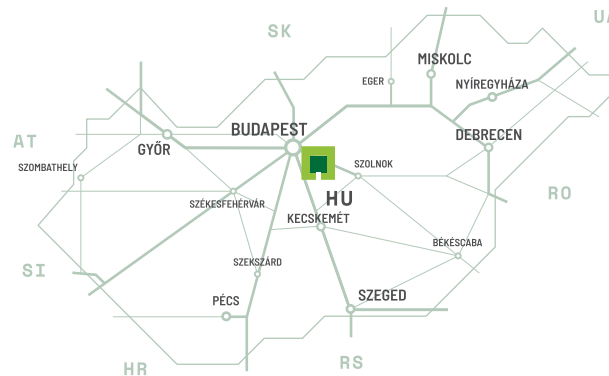 UA
SK
MISKOLC
EGER
NYÍREGYHÁZA
BUDAPEST
DEBRECEN
AT
GYŐR
SZOMBATHELY
SZOLNOK
RO
HU
SZÉKESFEHÉRVÁR
KECSKEMÉT
BÉKÉSCSABA
SZEKSZÁRD
SI
PÉCS
SZEGED
HR
RS